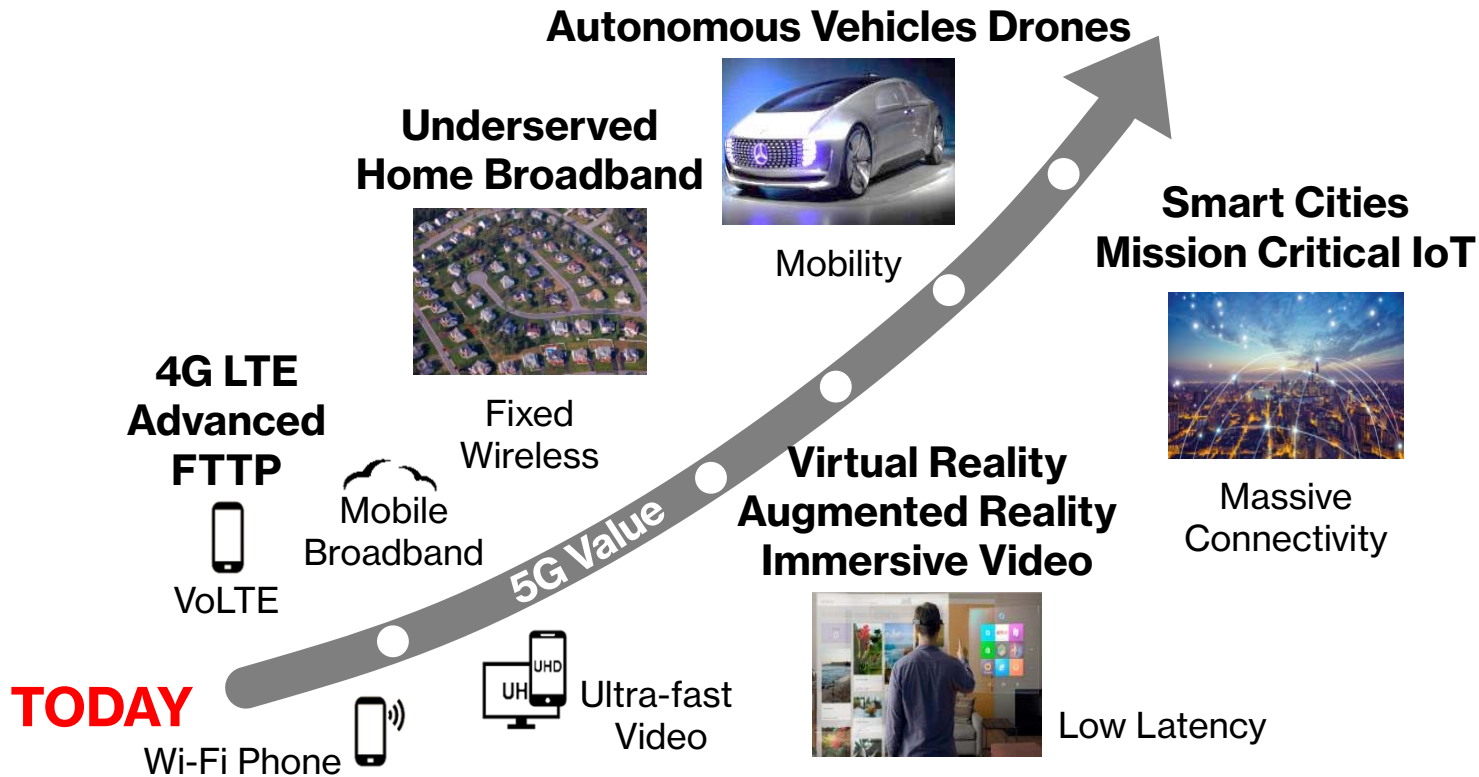 Autonomous Vehicles Drones
Underserved
Home Broadband
Mobility
Smart Cities
Mission Critical IoT
4G LTE
Advanced
FTTP
Fixed
Wireless
Mobile
Broadband
VoLTE
5G Value
Virtual Reality
Augmented Reality
Immersive Video
Massive
Connectivity
TODAY
Wi-Fi Phone
UH
UHD
Ultra-fast
Video
Low Latency